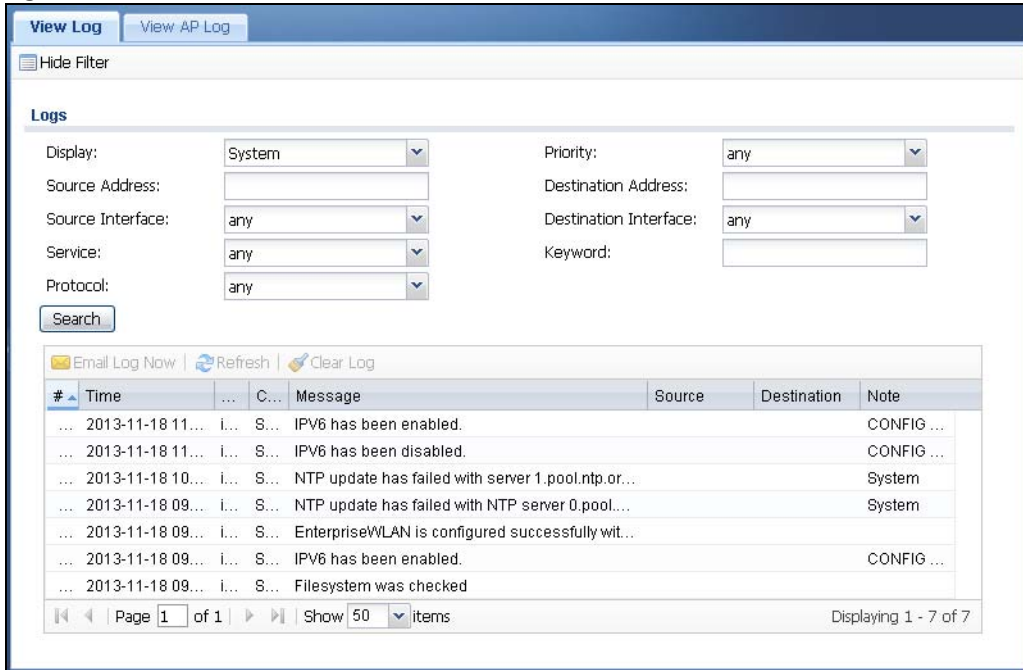 View Log View AP Log
Hide Filter
Logs
Display: System Priority: any
Source Address: Destination Address:
Source Interface: any Destination Interface: any
Service: any Keyword:
Protocol: any
Search
Email Log Now | Refresh | Clear Log
# Time ... C... Message Source Destination Note
... 2013-11-18 11... i... S... IPV6 has been enabled. CONFIG ...
... 2013-11-18 11... i... S... IPV6 has been disabled. CONFIG ...
... 2013-11-18 10... i... S... NTP update has failed with server 1.pool.ntp.or... System
... 2013-11-18 09... i... S... NTP update has failed with NTP server 0.pool.... System
... 2013-11-18 09... i... S... EnterpriseWLAN is configured successfully wit...
... 2013-11-18 09... i... S... IPV6 has been enabled. CONFIG ...
... 2013-11-18 09... i... S... Filesystem was checked
Page 1 of 1 Show 50 items Displaying 1 - 7 of 7